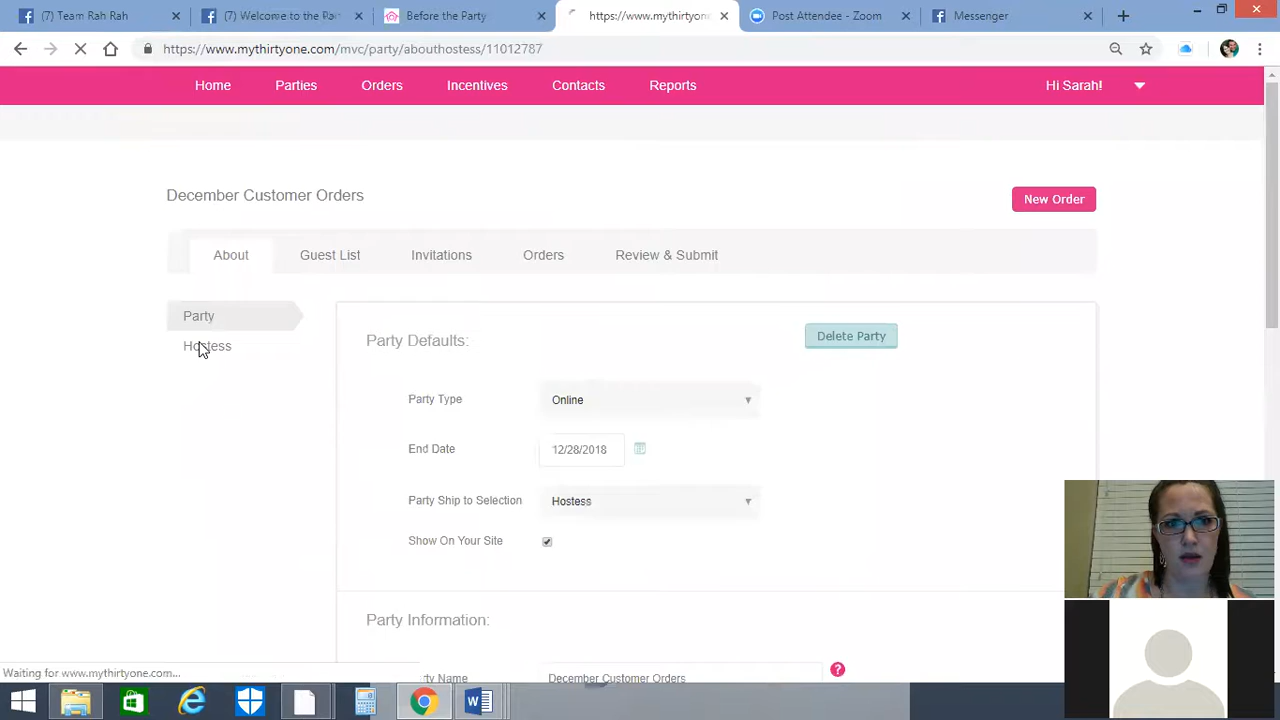 (7) Team Rah Rah
(7) Welcome to the Pa
Before the Party
https://www.mythirtyone.com/mv
Post Attendee - Zoom
Messenger
https://www.mythirtyone.com/mvc/party/abouthostess/11012787
Home Parties Orders Incentives Contacts Reports Hi Sarah!
December Customer Orders
New Order
About Guest List Invitations Orders Review & Submit
Party
Hostess
Party Defaults:
Delete Party
Party Type Online
End Date 12/28/2018
Party Ship to Selection Hostess
Show On Your Site
Party Information:
?
Waiting for www.mythirtyone.com...
rty Name December Customer Orders